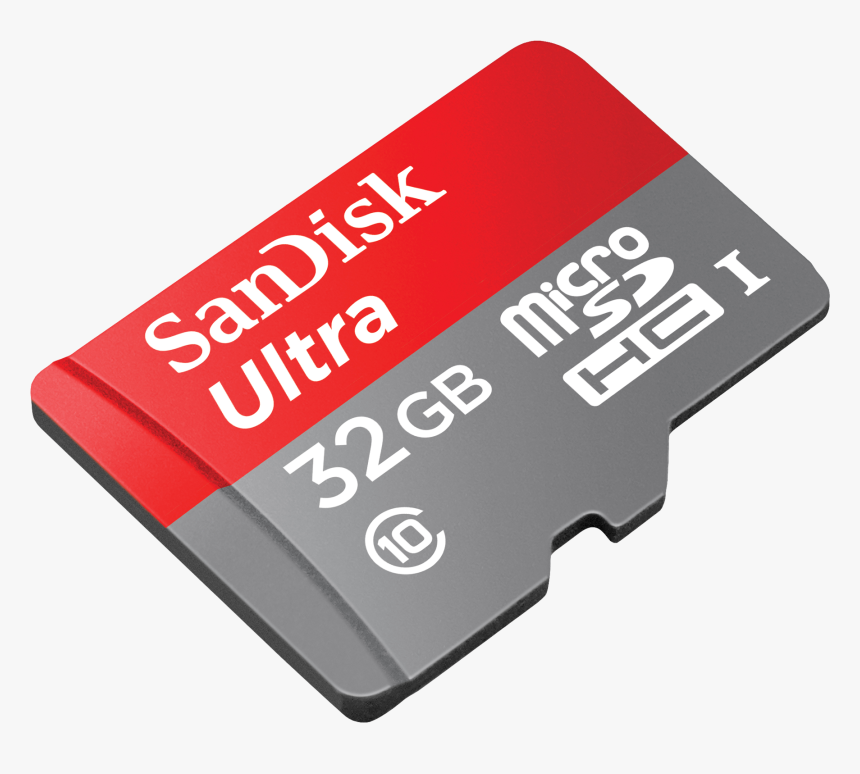 SanDisk
Ultra
32GB
micro
SD
HC I
10